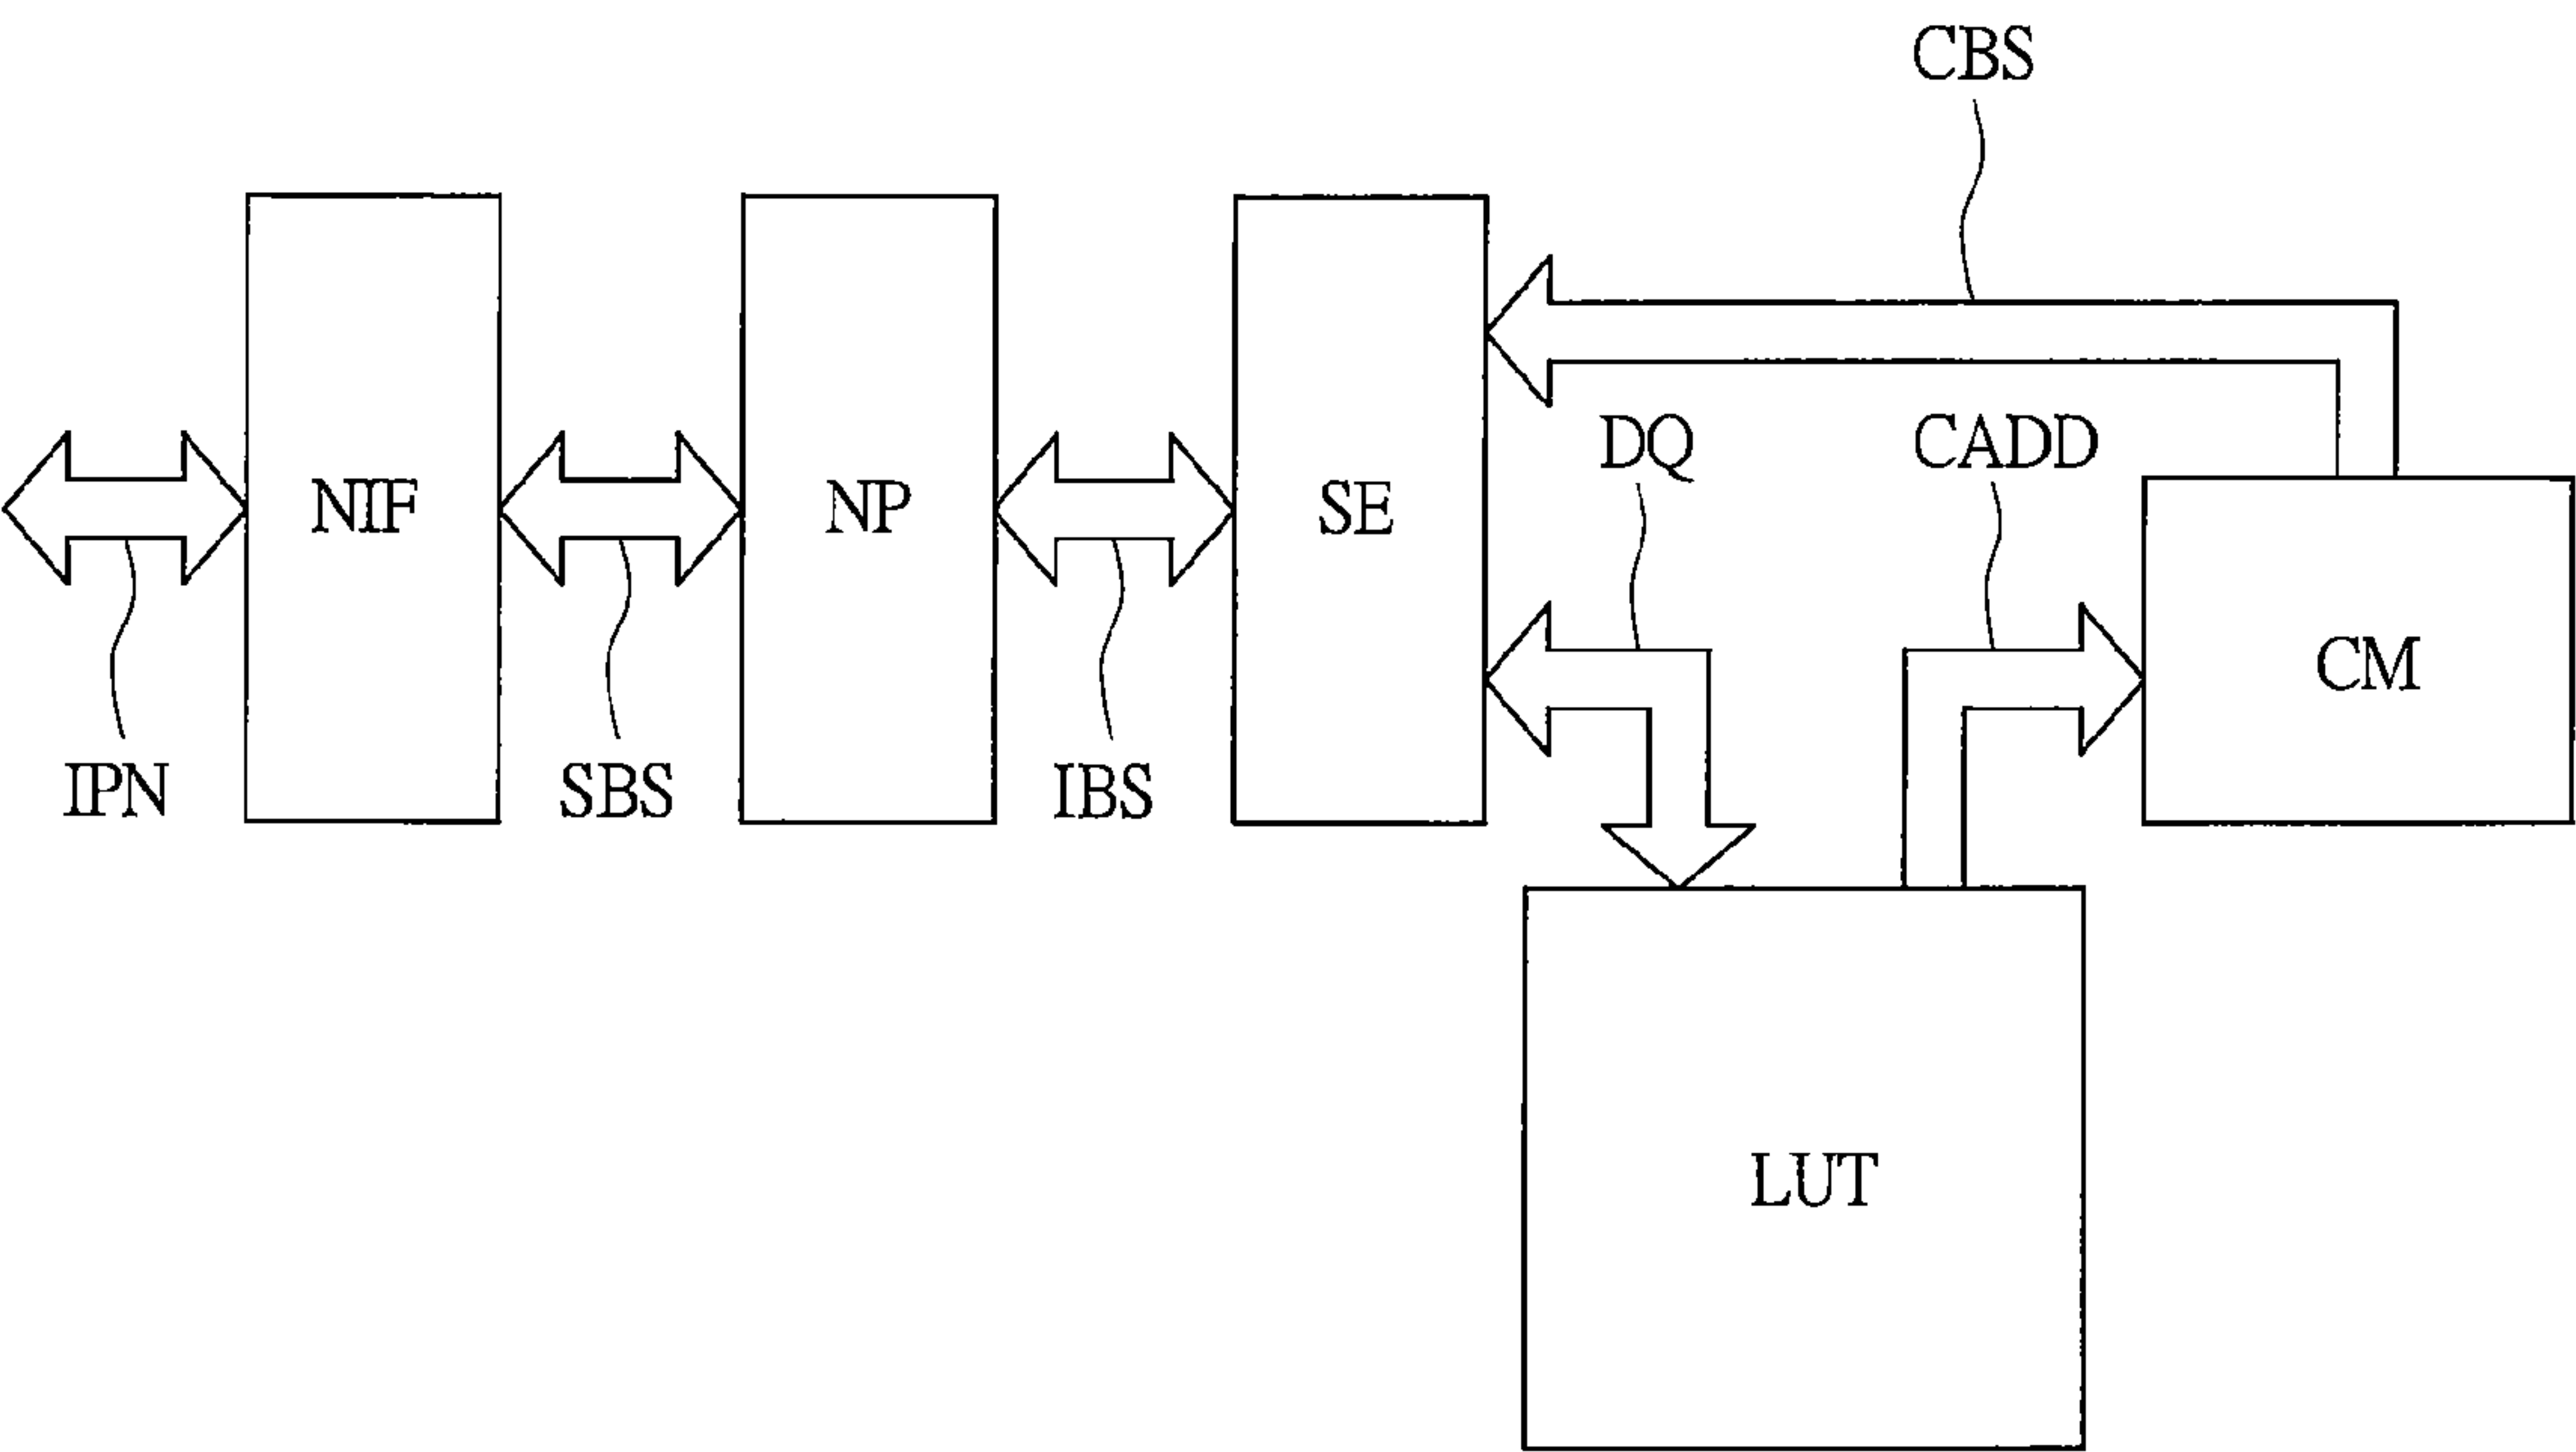 CBS
DQ
CADD
NIF
NP
SE
CM
IPN
SBS
IBS
LUT